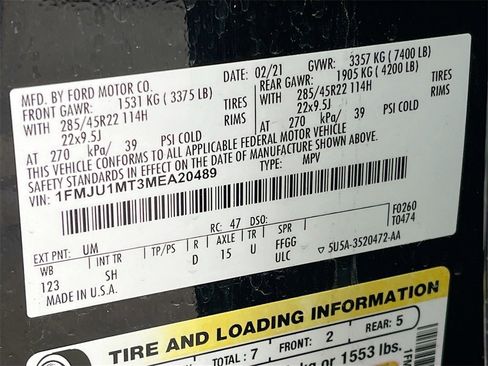 MFD. BY FORD MOTOR CO.
DATE: 02/21 GVWR: 3357 KG (7400 LB)
FRONT GAWR: 1531 KG (3375 LB) REAR GAWR: 1905 KG (4200 LB)
WITH 285/45R22 114H TIRES WITH 285/45R22 114H TIRES
22x9.5J RIMS 22x9.5J RIMS
AT 270 kPa/ 39 PSI COLD AT 270 kPa/ 39 PSI COLD
THIS VEHICLE CONFORMS TO ALL APPLICABLE FEDERAL MOTOR VEHICLE
SAFETY STANDARDS IN EFFECT ON THE DATE OF MANUFACTURE SHOWN ABOVE.
VIN: 1FMJU1MT3MEA20489 TYPE: MPV
F0260
T0474
EXT PNT: UM RC: 47 DSO:
WB INT TR TP/PS R AXLE TR SPR
123 SH D 15 U FFGG
ULC 5U5A-3520472-AA
MADE IN U.S.A.
TIRE AND LOADING INFORMATION
TOTAL : 7 FRONT: 2 REAR: 5
kg or 1553 lbs.